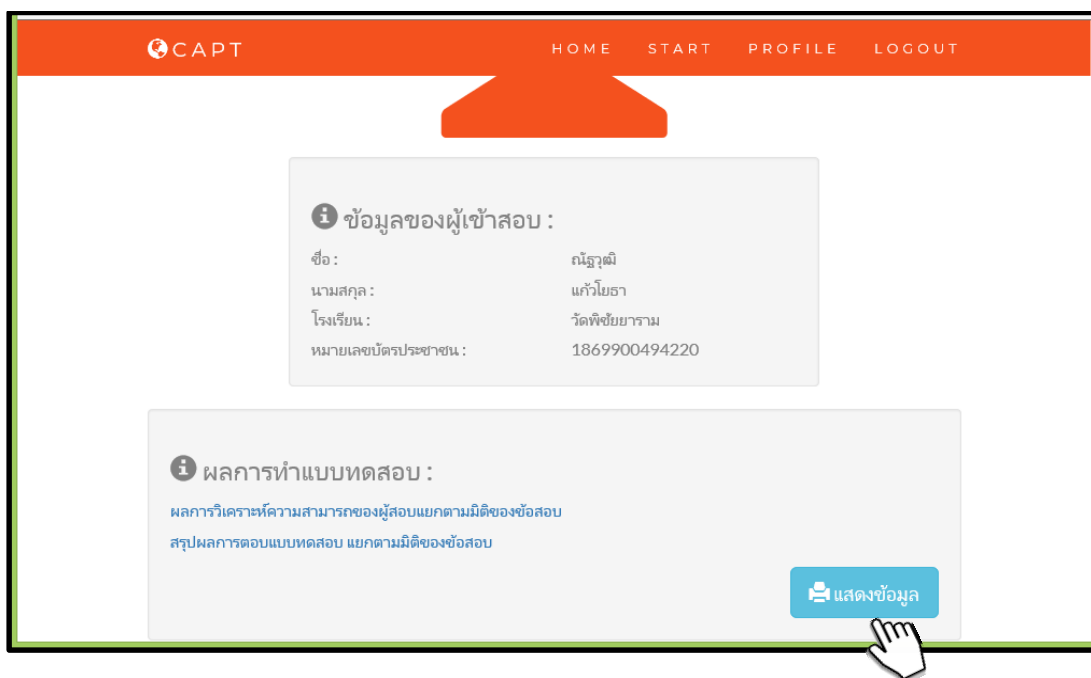 CAPT HOME START PROFILE LOGOUT
ข้อมูลของผู้เข้าสอบ :
ชื่อ : ณัฐวุฒิ
นามสกุล : แก้วโยธา
โรงเรียน : วัดพิชัยยาราม
หมายเลขบัตรประชาชน : 1869900494220
ผลการทำแบบทดสอบ :
ผลการวิเคราะห์ความสามารถของผู้สอบแยกตามมิติของข้อสอบ
สรุปผลการตอบแบบทดสอบ แยกตามมิติของข้อสอบ
แสดงข้อมูล